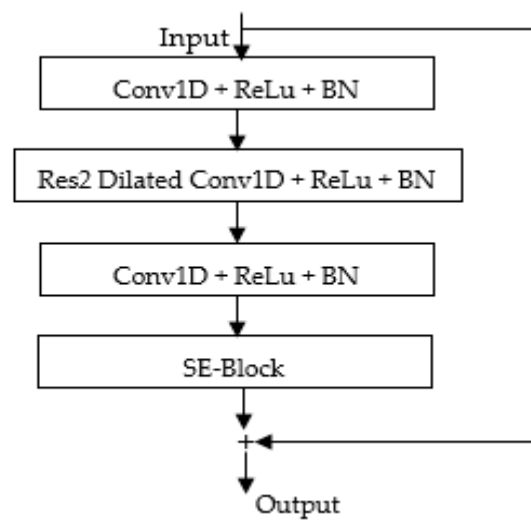 Input
Conv1D + ReLu + BN
Res2 Dilated Conv1D + ReLu + BN
Conv1D + ReLu + BN
SE-Block
+
Output